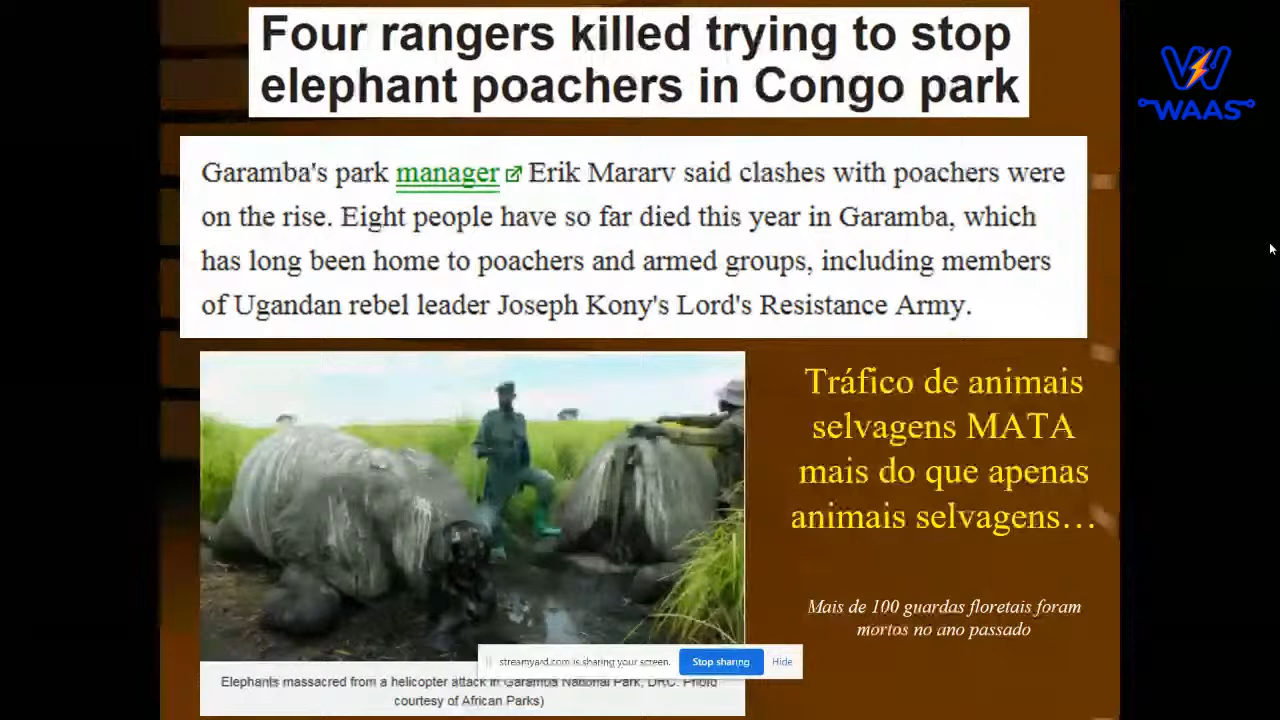 Four rangers killed trying to stop
elephant poachers in Congo park
WAAS
Garamba's park manager Erik Mararv said clashes with poachers were
on the rise. Eight people have so far died this year in Garamba, which
has long been home to poachers and armed groups, including members
of Ugandan rebel leader Joseph Kony's Lord's Resistance Army.
Tráfico de animais
selvagens MATA
mais do que apenas
animais selvagens…
Mais de 100 guardas floretais foram
mortos no ano passado
streamyard.com is sharing your screen.
Stop sharing
Hide
Elephants massacred from a helicopter attack in Garamba National Park, DRC. Photo
courtesy of African Parks)